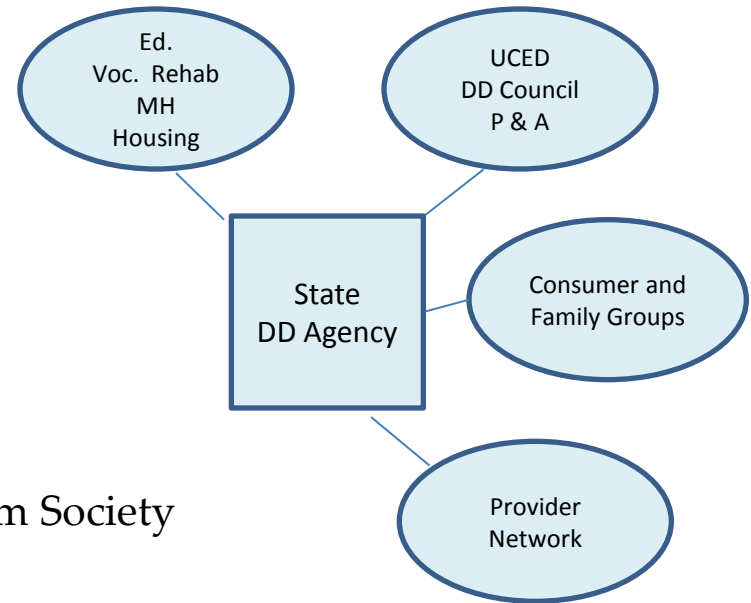 Ed.
Voc. Rehab
MH
Housing
UCED
DD Council
P & A
State
DD Agency
Consumer and
Family Groups
Provider
Network
Society